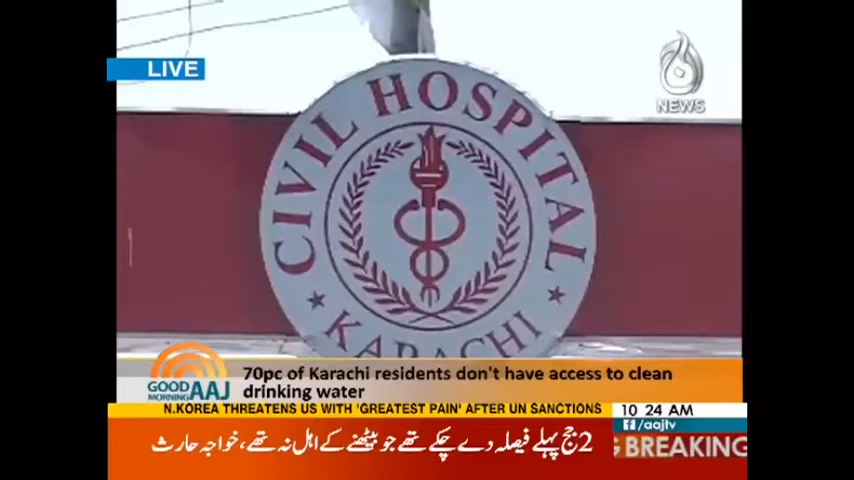 LIVE
NEWS
CIVIL HOSPITAL
KARACHI
GOOD MORNING AAJ
70pc of Karachi residents don't have access to clean
drinking water
N.KOREA THREATENS US WITH 'GREATEST PAIN' AFTER UN SANCTIONS
10 24 AM
f/aajtv
2 جج پہلے فیصلہ دے چکے تھے جو بیٹھنے کے اہل نہ تھے، خواجہ حارث
G BREAKING